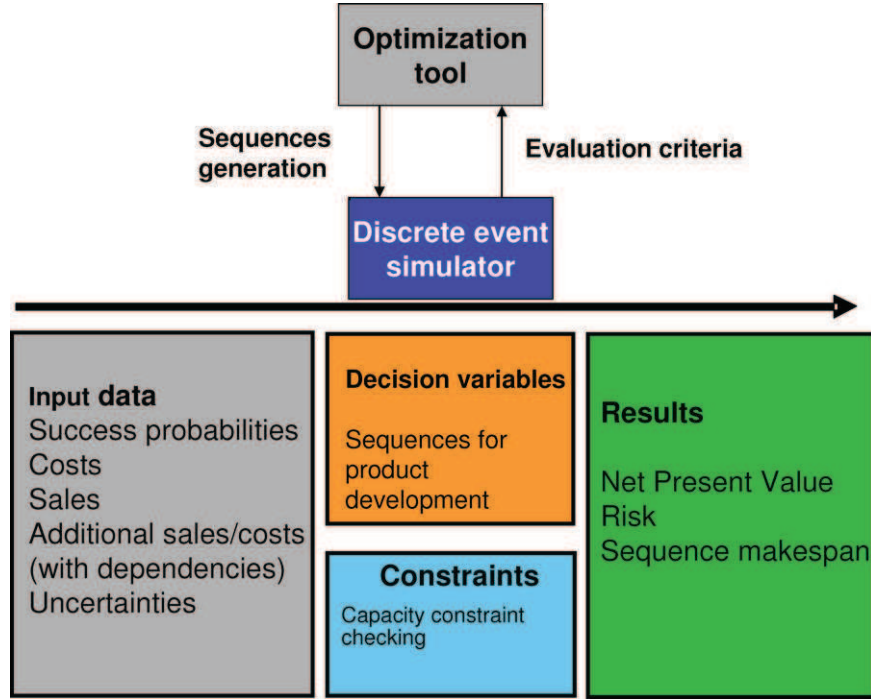 Optimization
tool
Sequences
generation
Evaluation criteria
Discrete event
simulator
Input data
Success probabilities
Costs
Sales
Additional sales/costs
(with dependencies)
Uncertainties
Decision variables
Sequences for
product
development
Constraints
Capacity constraint
checking
Results
Net Present Value
Risk
Sequence makespan